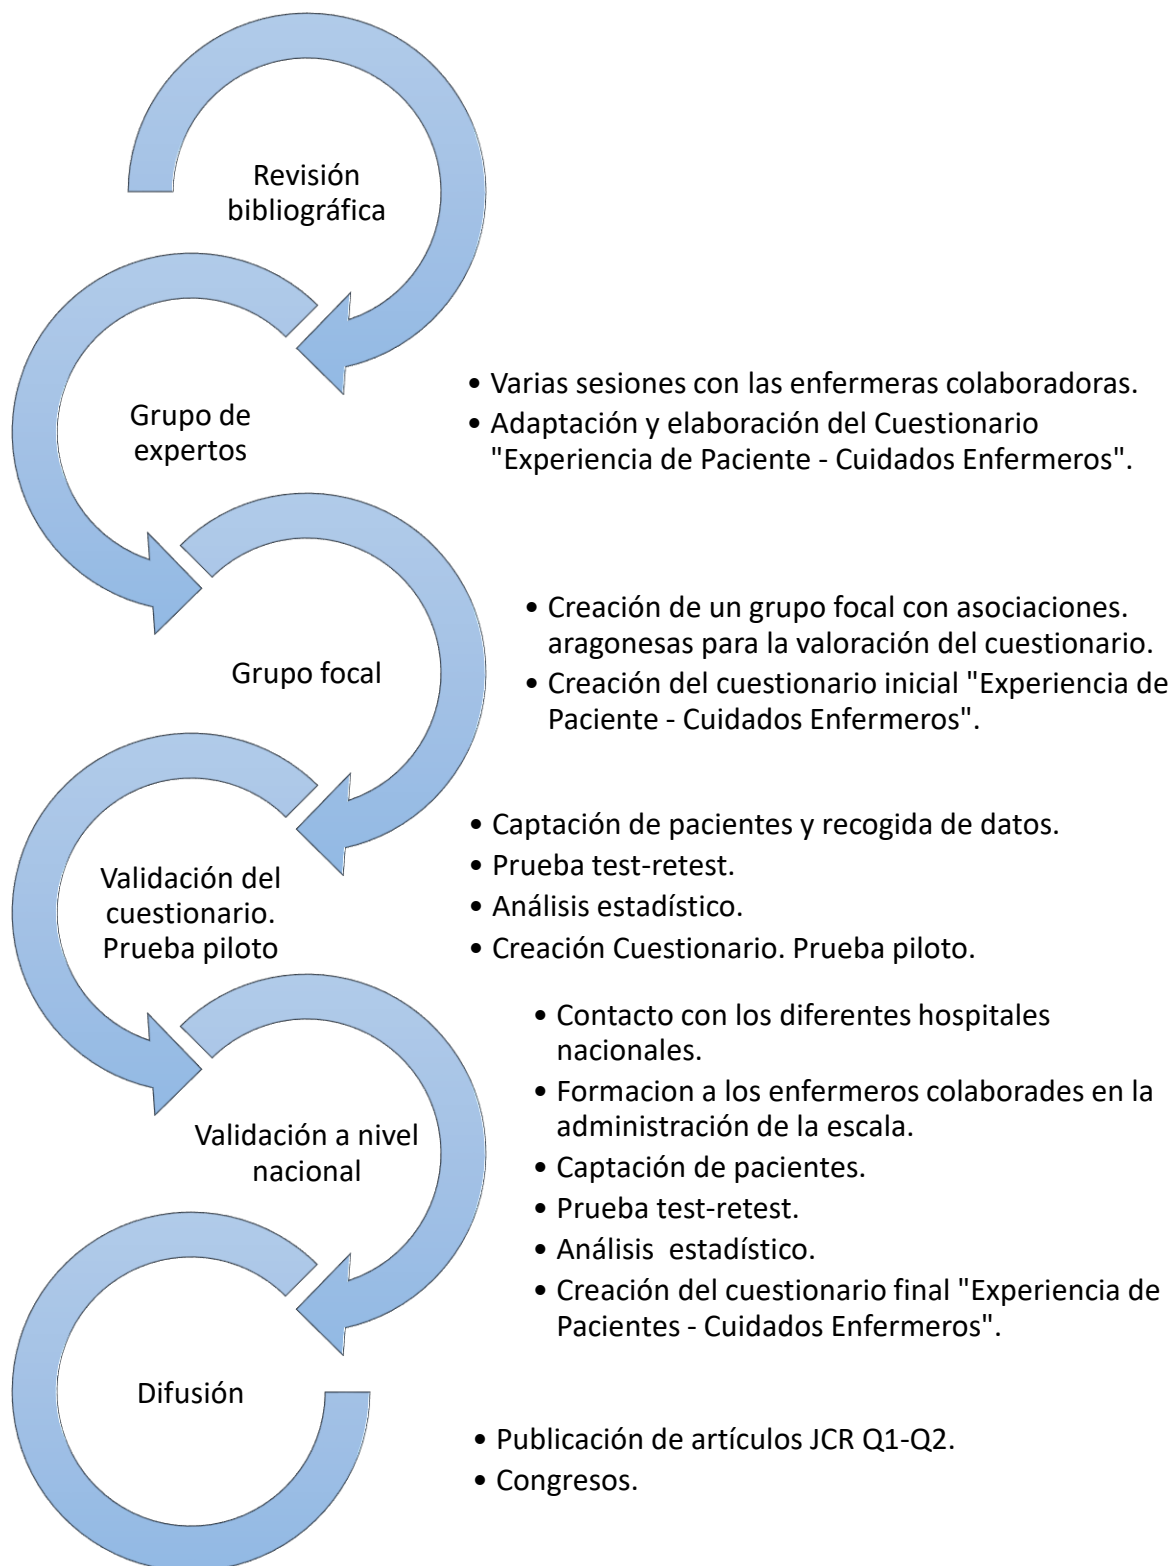 Revisión
bibliográfica
Grupo de
expertos
• Varias sesiones con las enfermeras colaboradoras.
• Adaptación y elaboración del Cuestionario
"Experiencia de Paciente - Cuidados Enfermeros".
Grupo focal
• Creación de un grupo focal con asociaciones.
aragonesas para la valoración del cuestionario.
• Creación del cuestionario inicial "Experiencia de
Paciente - Cuidados Enfermeros".
Validación del
cuestionario.
Prueba piloto
• Captación de pacientes y recogida de datos.
• Prueba test-retest.
• Análisis estadístico.
• Creación Cuestionario. Prueba piloto.
Validación a nivel
nacional
• Contacto con los diferentes hospitales
nacionales.
• Formacion a los enfermeros colaborades en la
administración de la escala.
• Captación de pacientes.
• Prueba test-retest.
• Análisis  estadístico.
• Creación del cuestionario final "Experiencia de
Pacientes - Cuidados Enfermeros".
Difusión
• Publicación de artículos JCR Q1-Q2.
• Congresos.